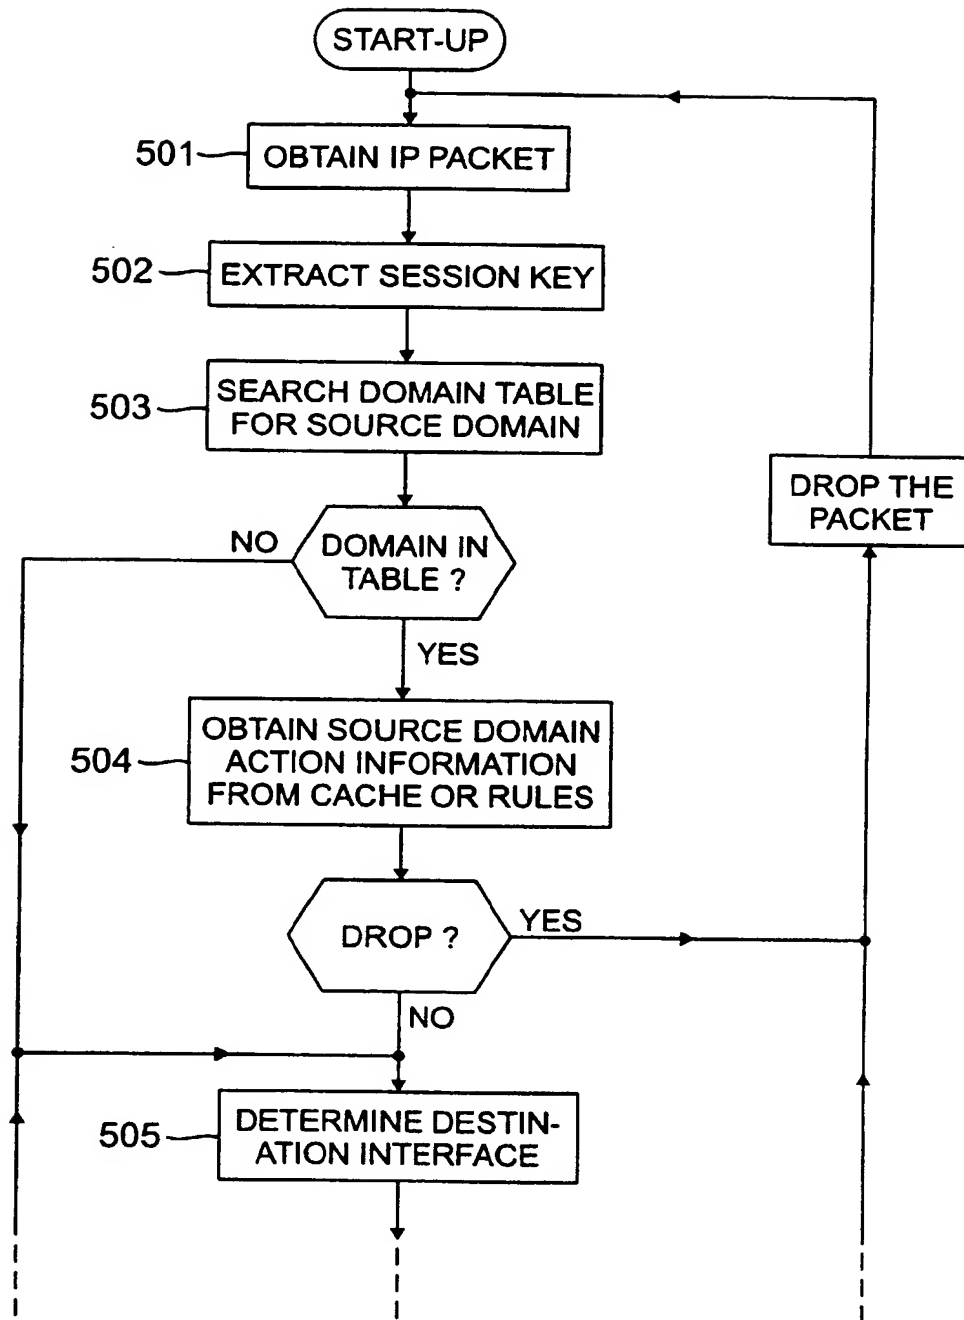 START-UP
501
OBTAIN IP PACKET
502
EXTRACT SESSION KEY
503
SEARCH DOMAIN TABLE
FOR SOURCE DOMAIN
DROP THE
PACKET
NO
DOMAIN IN
TABLE ?
YES
504
OBTAIN SOURCE DOMAIN
ACTION INFORMATION
FROM CACHE OR RULES
DROP ?
YES
NO
505
DETERMINE DESTIN-
ATION INTERFACE